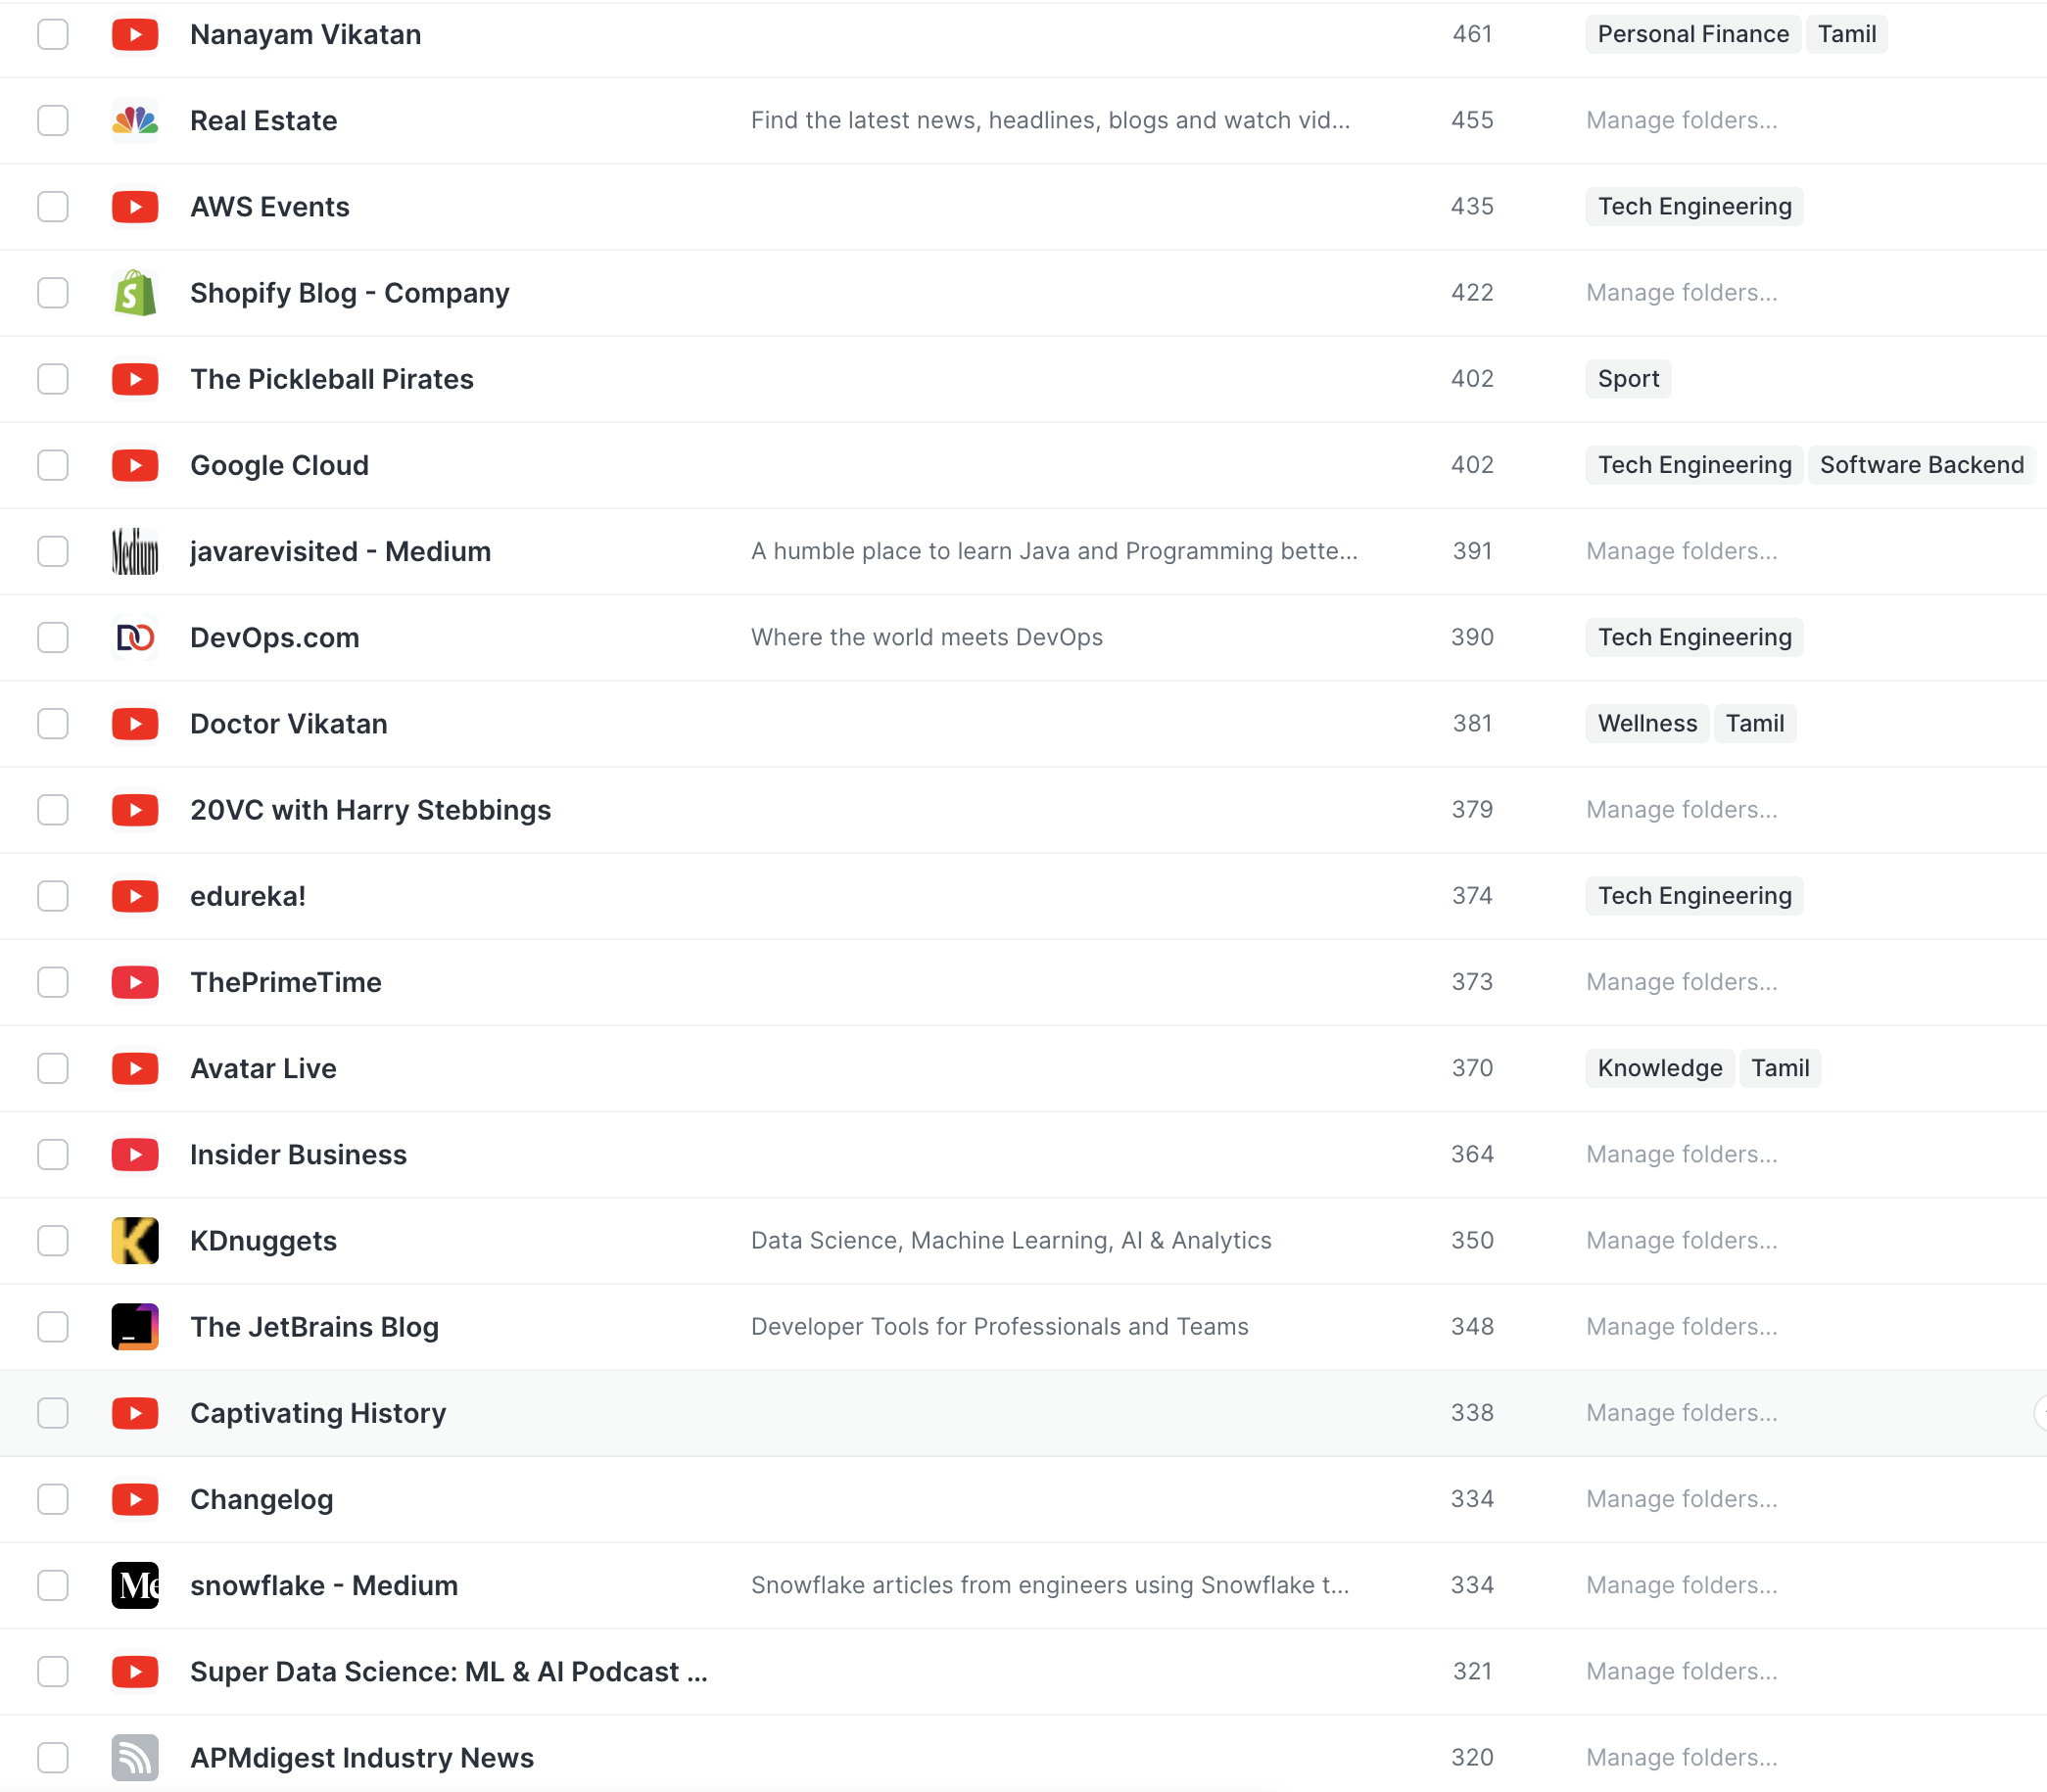 Nanayam Vikatan 461 Personal Finance Tamil
Real Estate Find the latest news, headlines, blogs and watch vid... 455 Manage folders...
AWS Events 435 Tech Engineering
Shopify Blog - Company 422 Manage folders...
The Pickleball Pirates 402 Sport
Google Cloud 402 Tech Engineering Software Backend
Medium javarevisited - Medium A humble place to learn Java and Programming bette... 391 Manage folders...
DO DevOps.com Where the world meets DevOps 390 Tech Engineering
Doctor Vikatan 381 Wellness Tamil
20VC with Harry Stebbings 379 Manage folders...
edureka! 374 Tech Engineering
ThePrimeTime 373 Manage folders...
Avatar Live 370 Knowledge Tamil
Insider Business 364 Manage folders...
K KDnuggets Data Science, Machine Learning, AI & Analytics 350 Manage folders...
The JetBrains Blog Developer Tools for Professionals and Teams 348 Manage folders...
Captivating History 338 Manage folders...
Changelog 334 Manage folders...
Me snowflake - Medium Snowflake articles from engineers using Snowflake t... 334 Manage folders...
Super Data Science: ML & AI Podcast ... 321 Manage folders...
APMdigest Industry News 320 Manage folders...